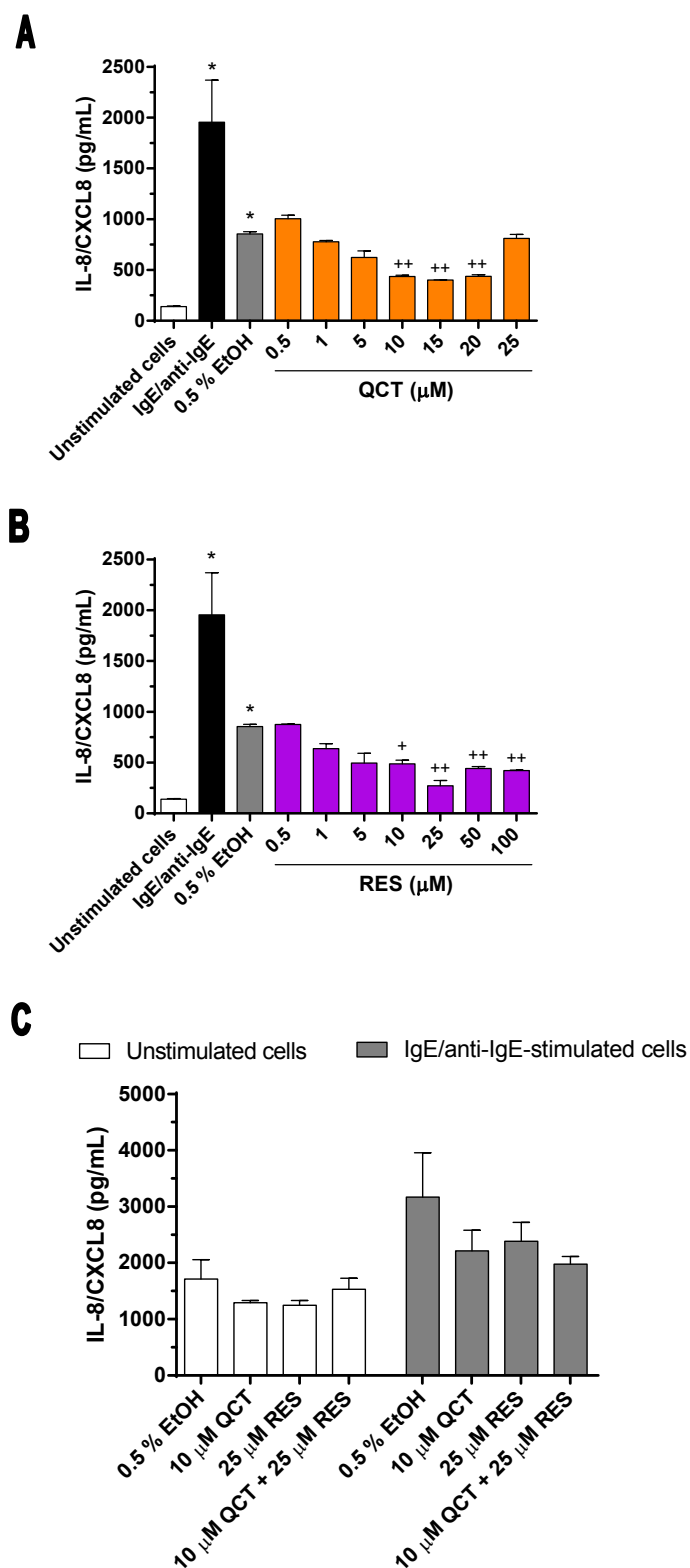 A
IL-8/CXCL8 (pg/mL)
2500
2000
1500
1000
500
0
*
*
++
++
++
Unstimulated cells
IgE/anti-IgE
0.5 % EtOH
0.5
1
5
10
15
20
25
QCT (µM)
B
IL-8/CXCL8 (pg/mL)
2500
2000
1500
1000
500
0
*
*
+
++
++
++
Unstimulated cells
IgE/anti-IgE
0.5 % EtOH
0.5
1
5
10
25
50
100
RES (µM)
C
Unstimulated cells
IgE/anti-IgE-stimulated cells
IL-8/CXCL8 (pg/mL)
5000
4000
3000
2000
1000
0
0.5 % EtOH
10 µM QCT
25 µM RES
10 µM QCT + 25 µM RES
0.5 % EtOH
10 µM QCT
25 µM RES
10 µM QCT + 25 µM RES